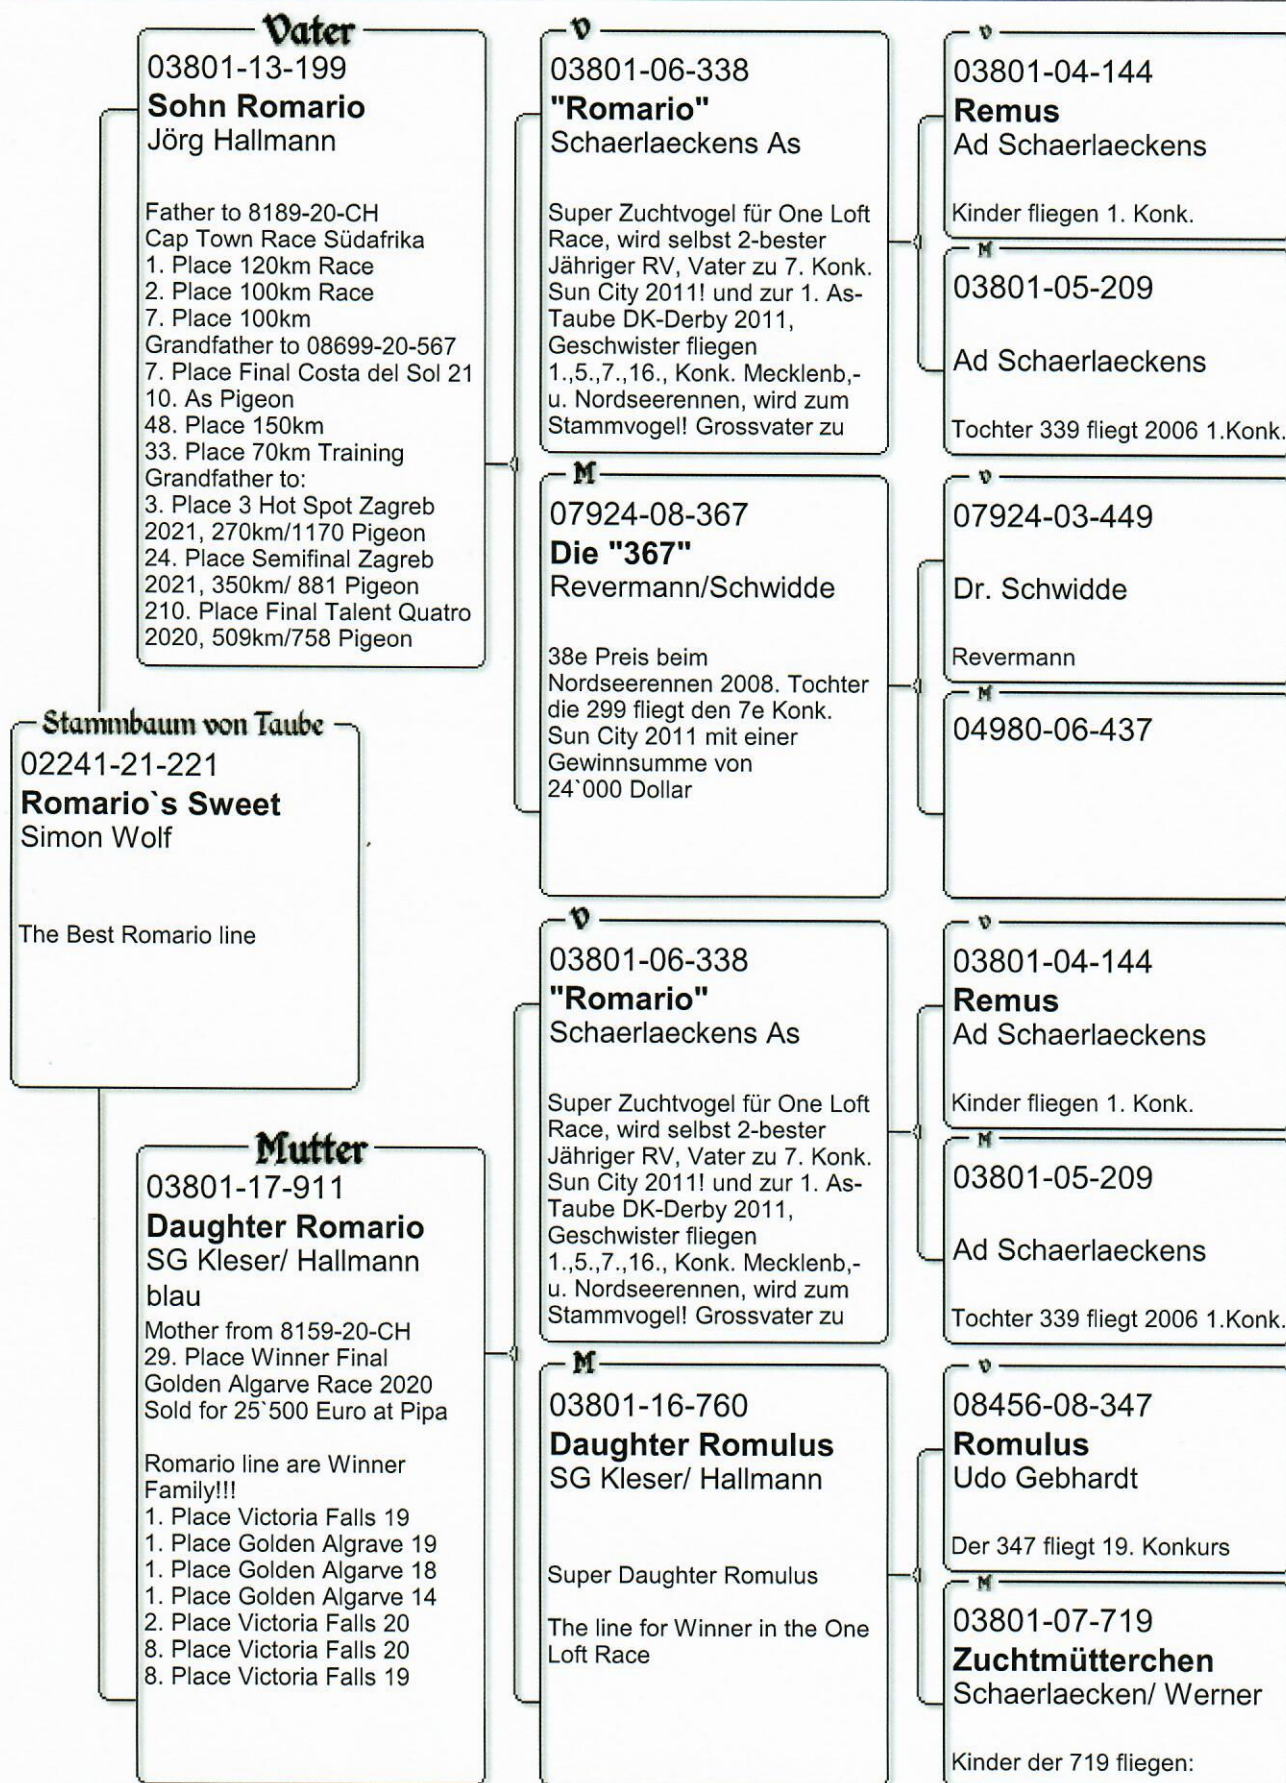 Vater
03801-13-199
Sohn Romario
Jörg Hallmann
Father to 8189-20-CH
Cap Town Race Südafrika
1. Place 120km Race
2. Place 100km Race
7. Place 100km
Grandfather to 08699-20-567
7. Place Final Costa del Sol 21
10. As Pigeon
48. Place 150km
33. Place 70km Training
Grandfather to:
3. Place 3 Hot Spot Zagreb
2021, 270km/1170 Pigeon
24. Place Semifinal Zagreb
2021, 350km/ 881 Pigeon
210. Place Final Talent Quatro
2020, 509km/758 Pigeon
Stammbaum von Taube
02241-21-221
Romario`s Sweet
Simon Wolf
The Best Romario line
Mutter
03801-17-911
Daughter Romario
SG Kleser/ Hallmann
blau
Mother from 8159-20-CH
29. Place Winner Final
Golden Algarve Race 2020
Sold for 25`500 Euro at Pipa
Romario line are Winner
Family!!!
1. Place Victoria Falls 19
1. Place Golden Algrave 19
1. Place Golden Algarve 18
1. Place Golden Algarve 14
2. Place Victoria Falls 20
8. Place Victoria Falls 20
8. Place Victoria Falls 19
V
03801-06-338
"Romario"
Schaerlaeckens As
Super Zuchtvogel für One Loft
Race, wird selbst 2-bester
Jähriger RV, Vater zu 7. Konk.
Sun City 2011! und zur 1. As-
Taube DK-Derby 2011,
Geschwister fliegen
1.,5.,7.,16., Konk. Mecklenb,-
u. Nordseerennen, wird zum
Stammvogel! Grossvater zu
M
07924-08-367
Die "367"
Revermann/Schwidde
38e Preis beim
Nordseerennen 2008. Tochter
die 299 fliegt den 7e Konk.
Sun City 2011 mit einer
Gewinnsumme von
24`000 Dollar
V
03801-06-338
"Romario"
Schaerlaeckens As
Super Zuchtvogel für One Loft
Race, wird selbst 2-bester
Jähriger RV, Vater zu 7. Konk.
Sun City 2011! und zur 1. As-
Taube DK-Derby 2011,
Geschwister fliegen
1.,5.,7.,16., Konk. Mecklenb,-
u. Nordseerennen, wird zum
Stammvogel! Grossvater zu
M
03801-16-760
Daughter Romulus
SG Kleser/ Hallmann
Super Daughter Romulus
The line for Winner in the One
Loft Race
V
03801-04-144
Remus
Ad Schaerlaeckens
Kinder fliegen 1. Konk.
M
03801-05-209
Ad Schaerlaeckens
Tochter 339 fliegt 2006 1.Konk.
V
07924-03-449
Dr. Schwidde
Revermann
M
04980-06-437
V
03801-04-144
Remus
Ad Schaerlaeckens
Kinder fliegen 1. Konk.
M
03801-05-209
Ad Schaerlaeckens
Tochter 339 fliegt 2006 1.Konk.
V
08456-08-347
Romulus
Udo Gebhardt
Der 347 fliegt 19. Konkurs
M
03801-07-719
Zuchtmütterchen
Schaerlaecken/ Werner
Kinder der 719 fliegen: